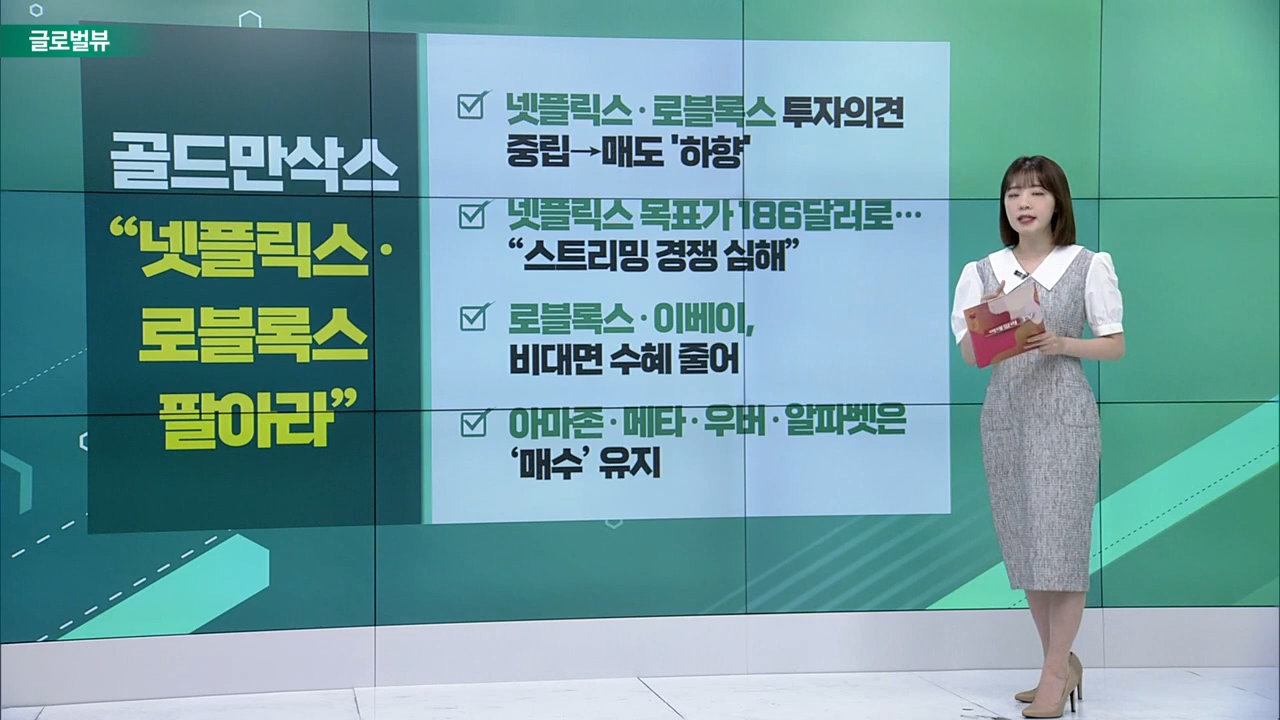 글로벌뷰
골드만삭스
“넷플릭스·
로블록스
팔아라”
넷플릭스·로블록스 투자의견
중립→매도 '하향'
넷플릭스 목표가 186달러로…
“스트리밍 경쟁 심해”
로블록스·이베이,
비대면 수혜 줄어
아마존·메타·우버·알파벳은
‘매수’ 유지